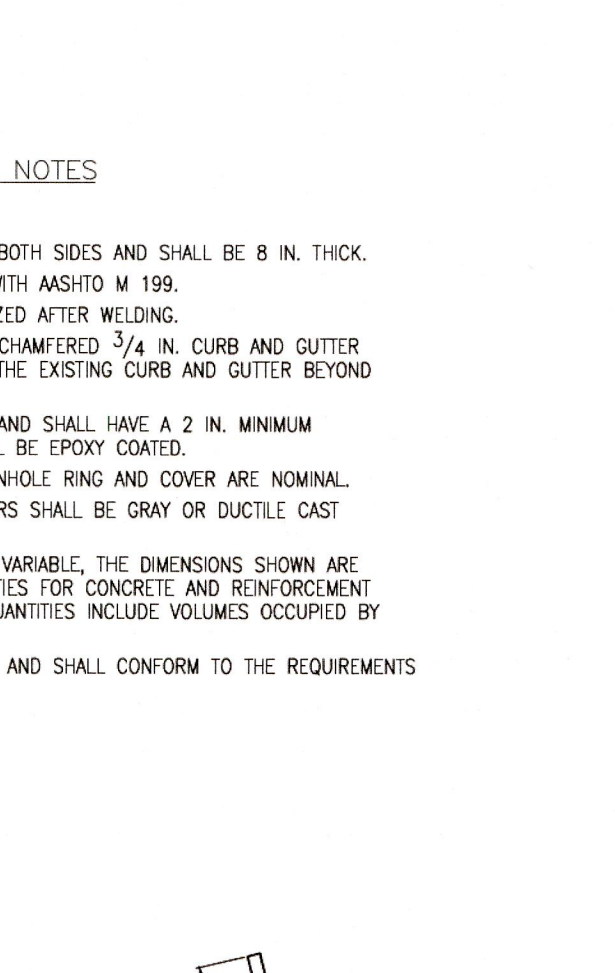 NOTES
BOTH SIDES AND SHALL BE 8 IN. THICK.
WITH AASHTO M 199.
ZED AFTER WELDING.
CHAMFERED 3/4 IN. CURB AND GUTTER
THE EXISTING CURB AND GUTTER BEYOND
AND SHALL HAVE A 2 IN. MINIMUM
L BE EPOXY COATED.
NHOLE RING AND COVER ARE NOMINAL.
RS SHALL BE GRAY OR DUCTILE CAST
VARIABLE, THE DIMENSIONS SHOWN ARE
TIES FOR CONCRETE AND REINFORCEMENT
UANTITIES INCLUDE VOLUMES OCCUPIED BY
AND SHALL CONFORM TO THE REQUIREMENTS